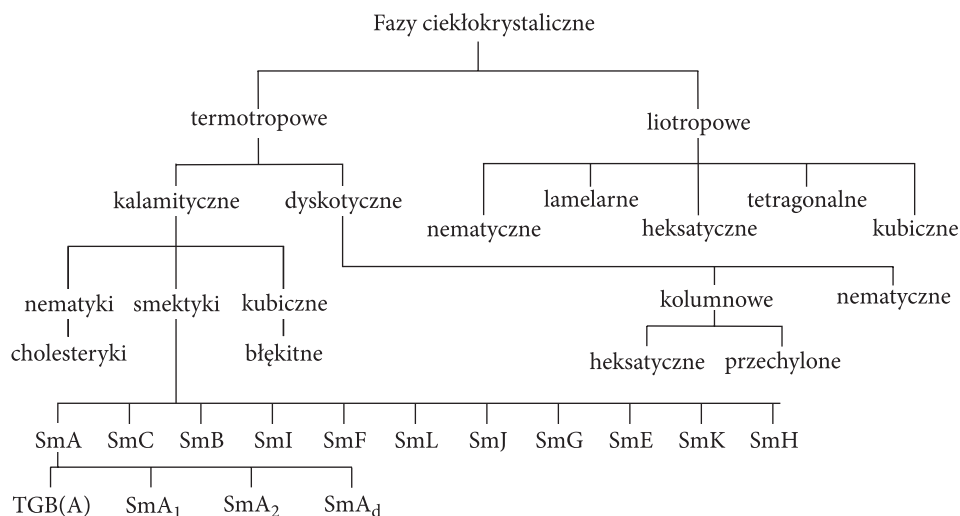 Fazy ciekłokrystaliczne
termotropowe
liotropowe
kalamityczne
dyskotyczne
nematyczne
lamelarne
heksatyczne
tetragonalne
kubiczne
nematyki
smektyki
kubiczne
kolumnowe
nematyczne
cholesteryki
błękitne
heksatyczne
przechylone
SmA SmC SmB SmI SmF SmL SmJ SmG SmE SmK SmH
TGB(A) SmA₁ SmA₂ SmA_d